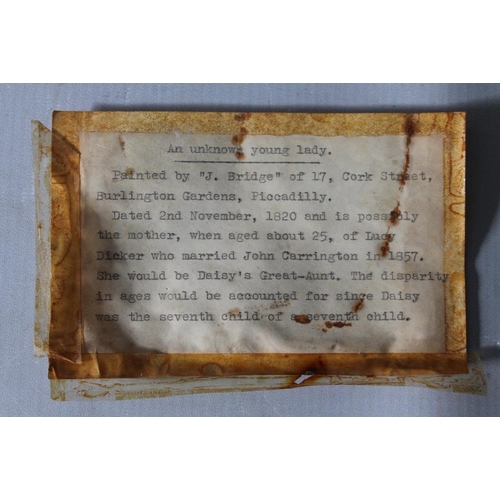 An unknown young lady.
Painted by "J. Bridge" of 17, Cork Street,
Burlington Gardens, Piccadilly.
Dated 2nd November, 1820 and is possibly
the mother, when aged about 25, of Lucy
Dicker who married John Carrington in 1857.
She would be Daisy's Great-Aunt. The disparity
in ages would be accounted for since Daisy
was the seventh child of a seventh child.